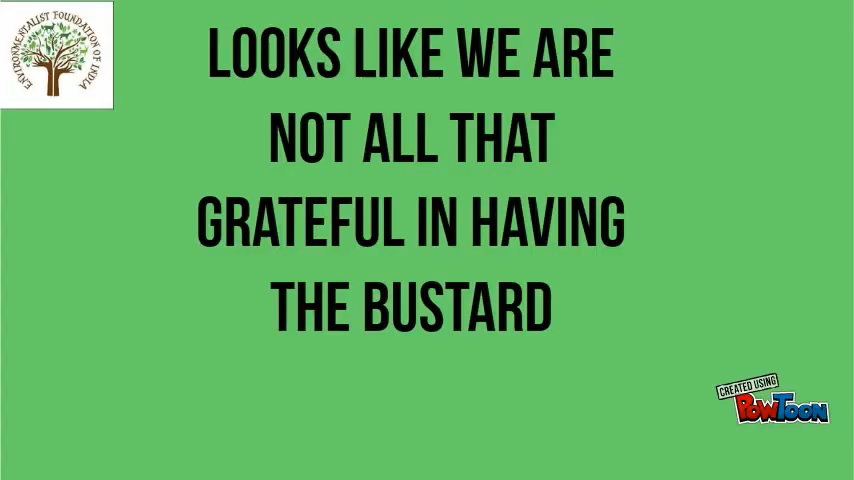 ENVIRONMENTALIST FOUNDATION OF INDIA
LOOKS LIKE WE ARE
NOT ALL THAT
GRATEFUL IN HAVING
THE BUSTARD
CREATED USING
POWTOON